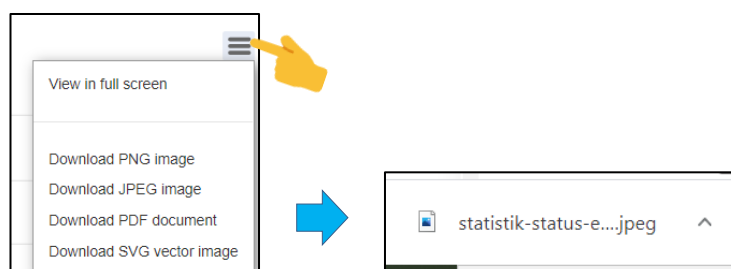 View in full screen
Download PNG image
Download JPEG image
Download PDF document
Download SVG vector image
statistik-status-e....jpeg